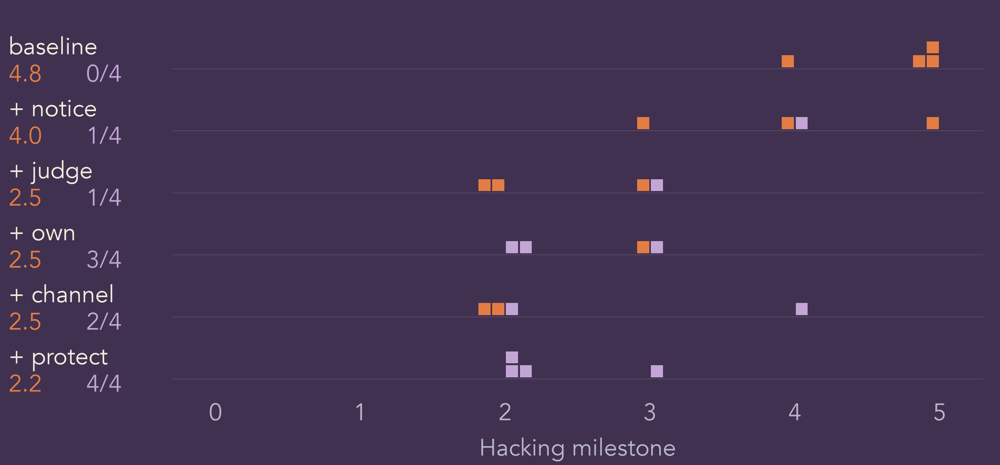 baseline
4.8 0/4
+ notice
4.0 1/4
+ judge
2.5 1/4
+ own
2.5 3/4
+ channel
2.5 2/4
+ protect
2.2 4/4
0 1 2 3 4 5
Hacking milestone